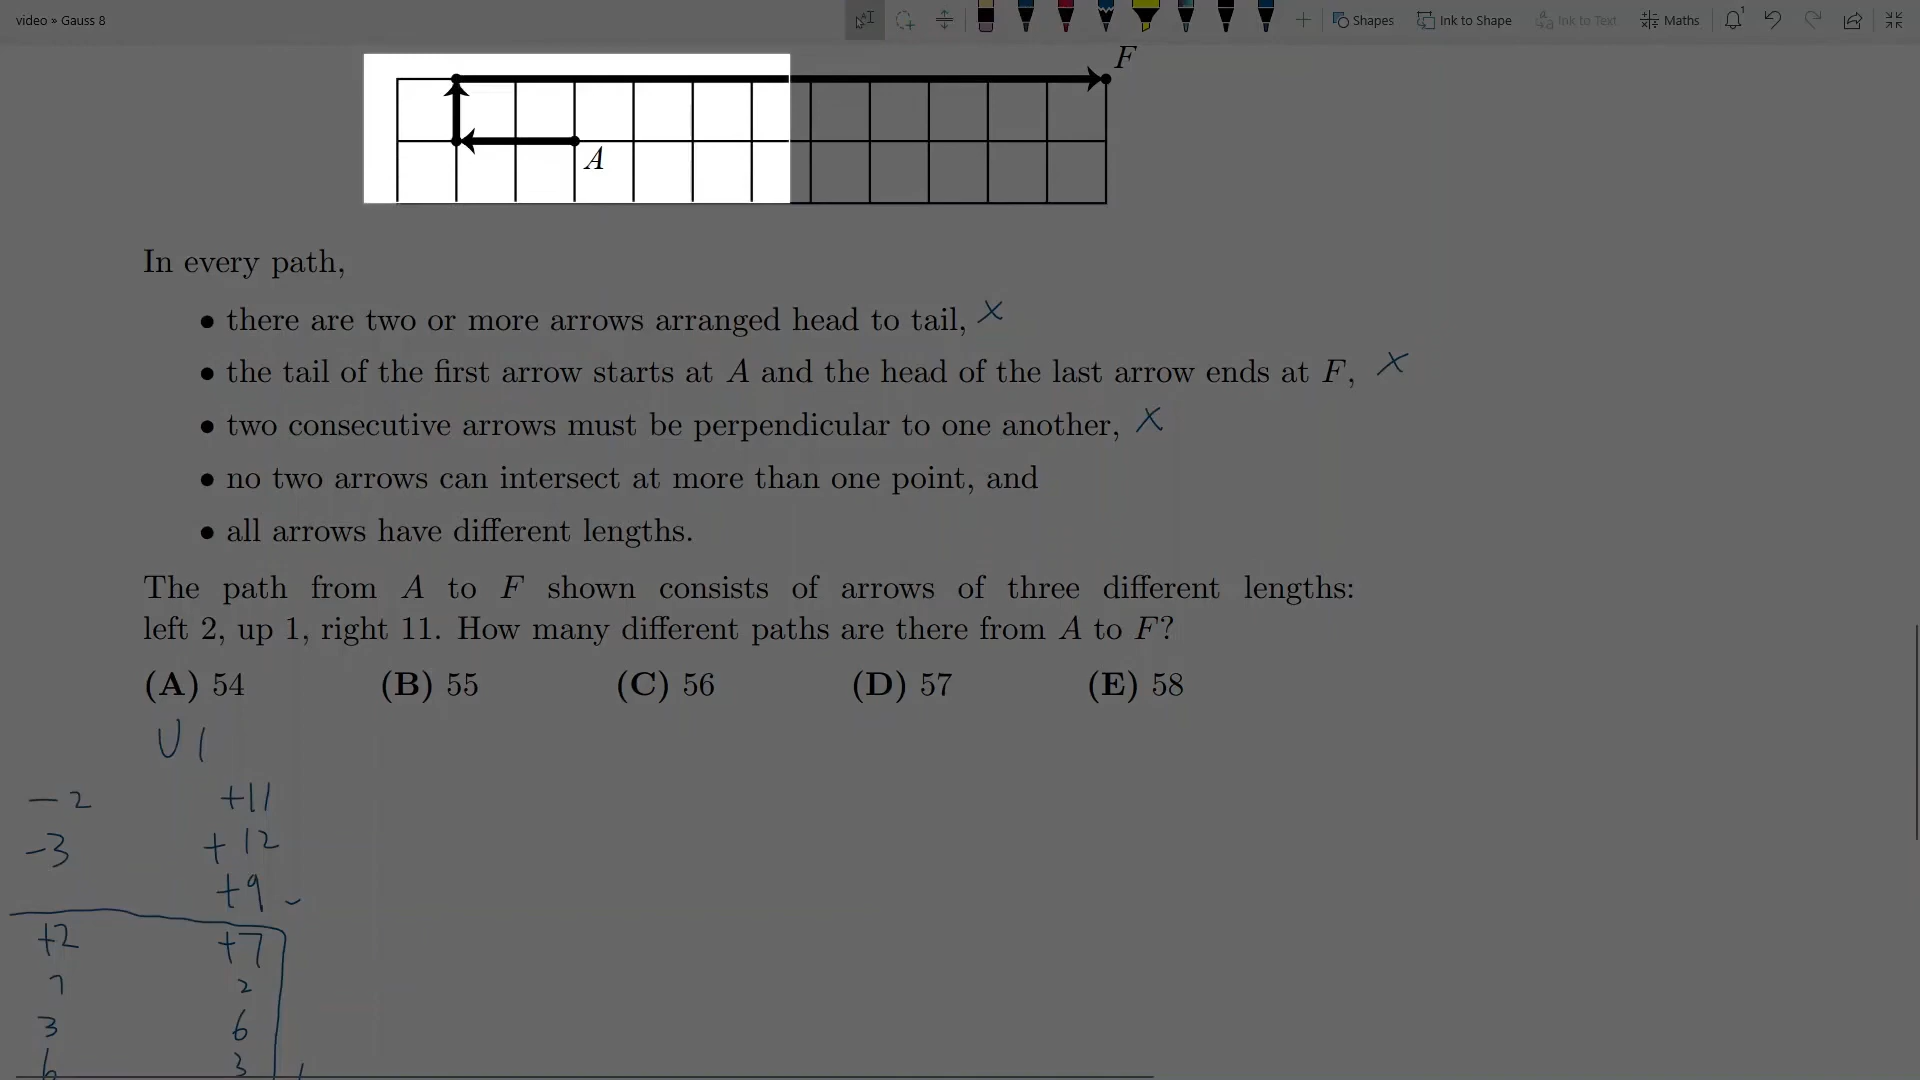 video » Gauss 8
Shapes
Ink to Shape
Ink to Text
Maths
F
A
In every path,
• there are two or more arrows arranged head to tail, ×
• the tail of the first arrow starts at A and the head of the last arrow ends at F, ×
• two consecutive arrows must be perpendicular to one another, ×
• no two arrows can intersect at more than one point, and
• all arrows have different lengths.
The path from A to F shown consists of arrows of three different lengths:
left 2, up 1, right 11. How many different paths are there from A to F?
(A) 54 (B) 55 (C) 56 (D) 57 (E) 58
U1
-2 +11
-3 +12
+9
+2 +7
7 2
3 6
6 3